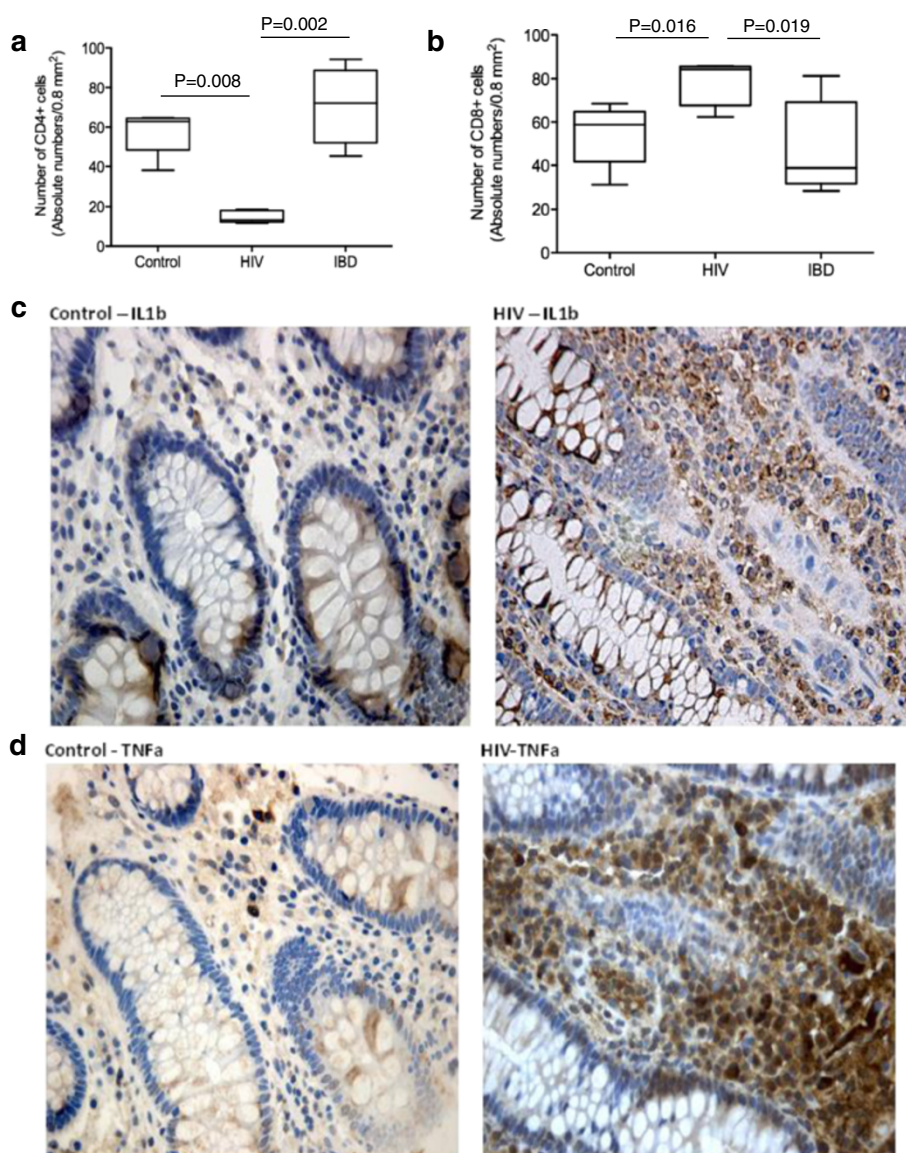 a
P=0.002
P=0.008
Number of CD4+ cells
(Absolute numbers/0.8 mm²)
100
80
60
40
20
0
Control HIV IBD
b
P=0.016 P=0.019
Number of CD8+ cells
(Absolute numbers/0.8 mm²)
100
80
60
40
20
0
Control HIV IBD
c
Control – IL1b
HIV – IL1b
d
Control - TNFa
HIV-TNFa